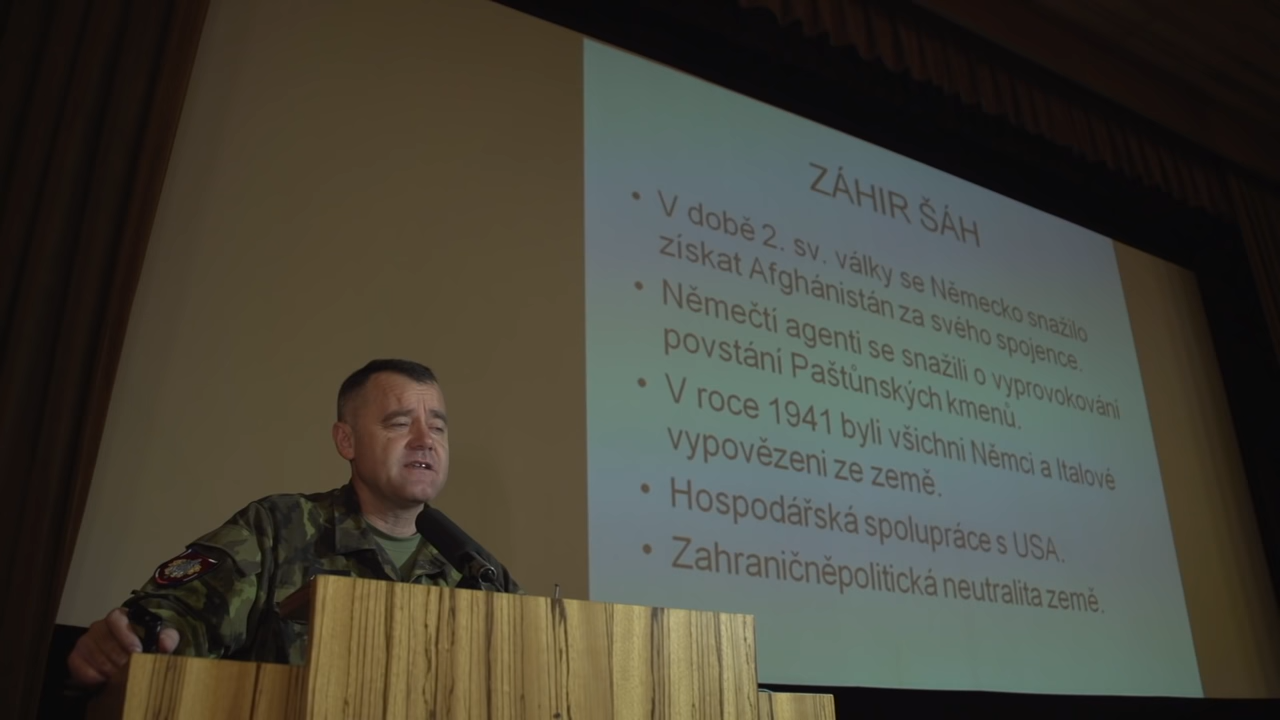 ZÁHIR ŠÁH
• V době 2. sv. války se Německo snažilo
získat Afghánistán za svého spojence.
• Němečtí agenti se snažili o vyprovokování
povstání Paštůnských kmenů.
• V roce 1941 byli všichni Němci a Italové
vypovězeni ze země.
• Hospodářská spolupráce s USA.
• Zahraničněpolitická neutralita země.